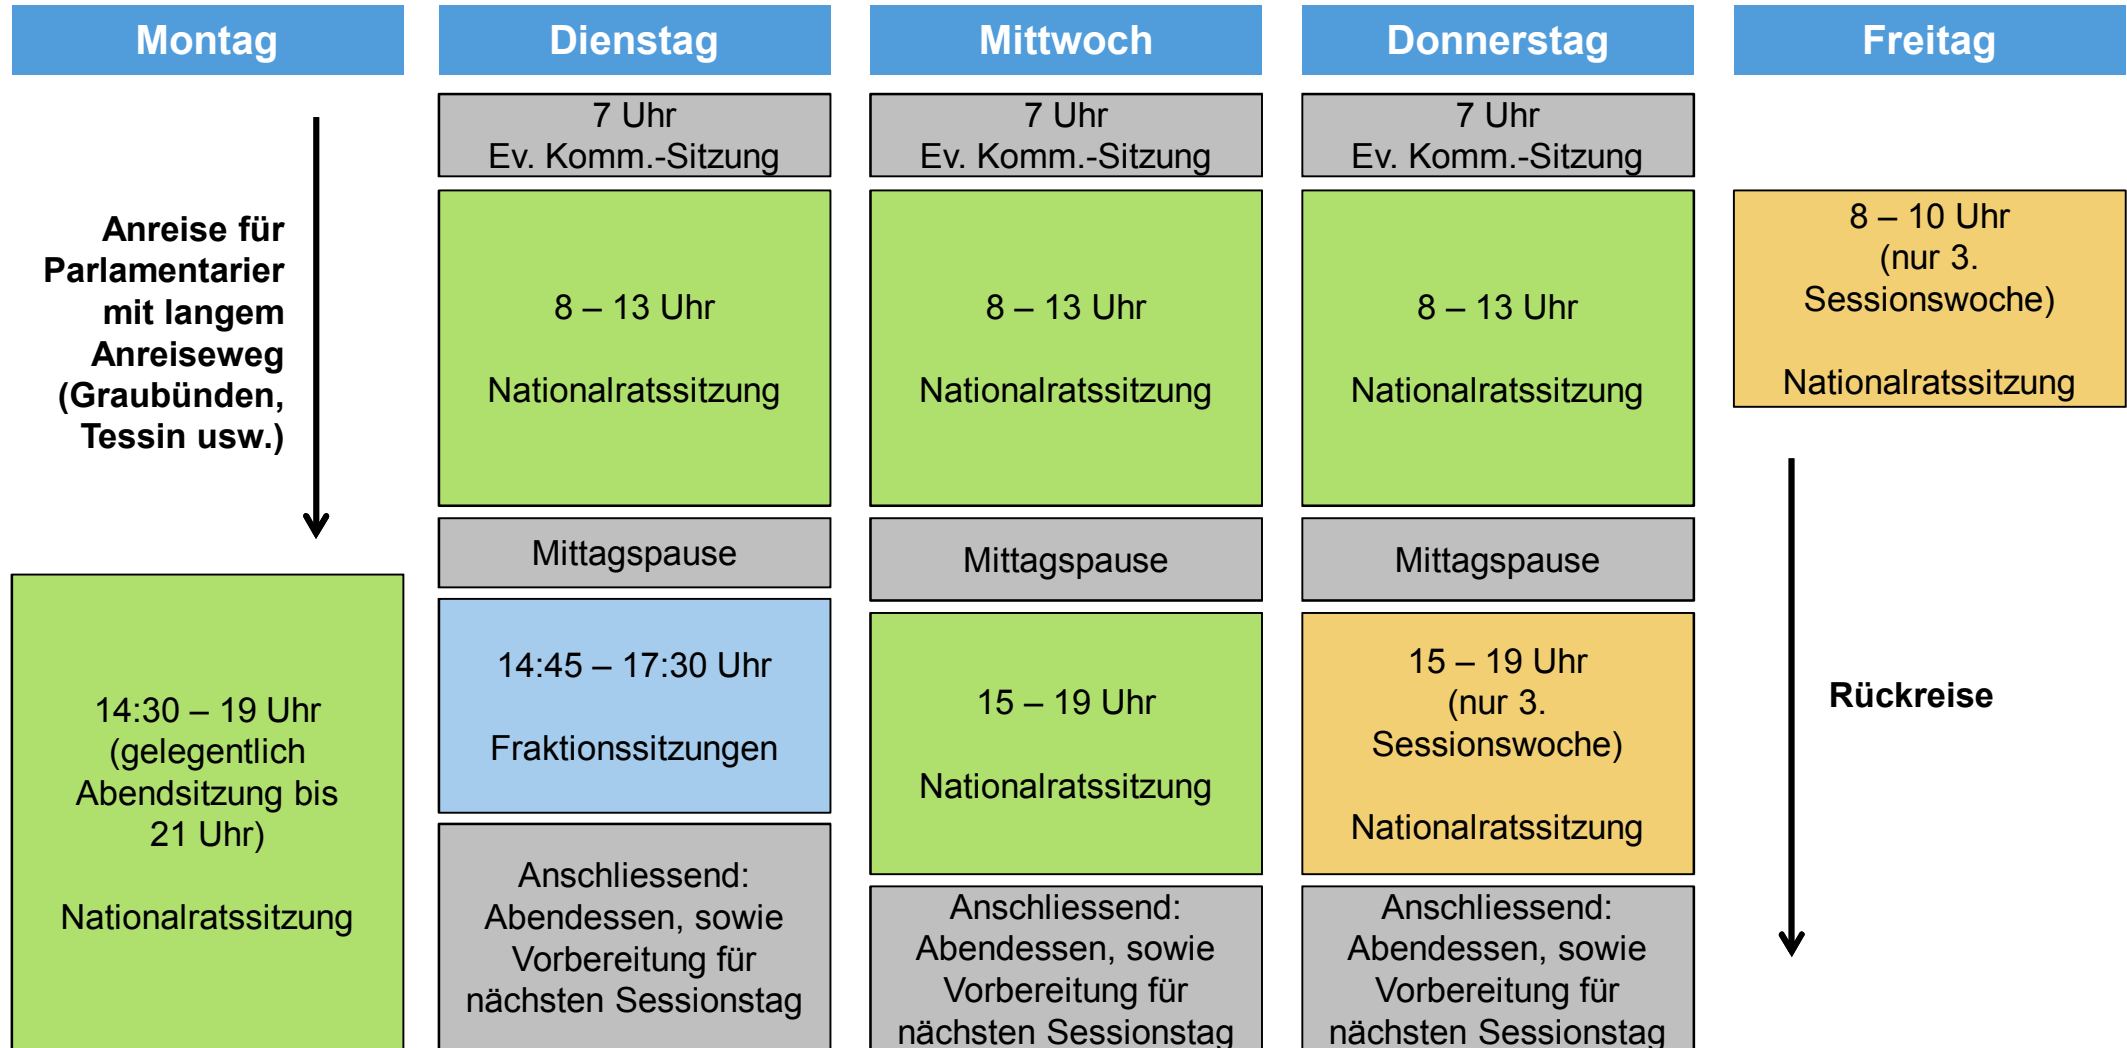 Montag
Dienstag
Mittwoch
Donnerstag
Freitag
Anreise für
Parlamentarier
mit langem
Anreiseweg
(Graubünden,
Tessin usw.)
14:30 – 19 Uhr
(gelegentlich
Abendsitzung bis
21 Uhr)
Nationalratssitzung
7 Uhr
Ev. Komm.-Sitzung
8 – 13 Uhr
Nationalratssitzung
Mittagspause
14:45 – 17:30 Uhr
Fraktionssitzungen
Anschliessend:
Abendessen, sowie
Vorbereitung für
nächsten Sessionstag
7 Uhr
Ev. Komm.-Sitzung
8 – 13 Uhr
Nationalratssitzung
Mittagspause
15 – 19 Uhr
Nationalratssitzung
Anschliessend:
Abendessen, sowie
Vorbereitung für
nächsten Sessionstag
7 Uhr
Ev. Komm.-Sitzung
8 – 13 Uhr
Nationalratssitzung
Mittagspause
15 – 19 Uhr
(nur 3.
Sessionswoche)
Nationalratssitzung
Anschliessend:
Abendessen, sowie
Vorbereitung für
nächsten Sessionstag
8 – 10 Uhr
(nur 3.
Sessionswoche)
Nationalratssitzung
Rückreise